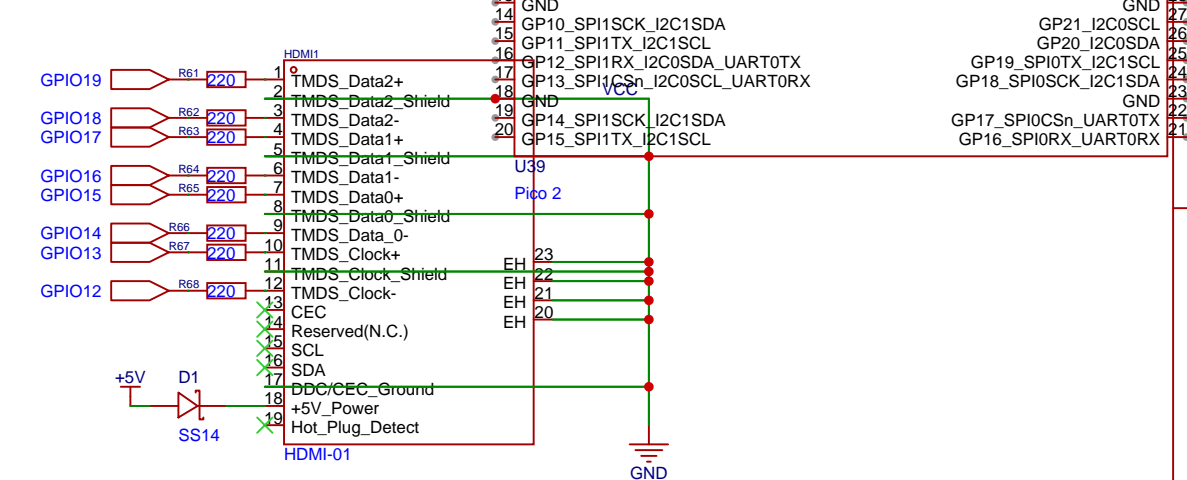 GND
14 GP10_SPI1SCK_I2C1SDA
15 GP11_SPI1TX_I2C1SCL
16 GP12_SPI1RX_I2C0SDA_UART0TX
17 GP13_SPI1CSn_I2C0SCL_UART0RX
VCC
18 GND
19 GP14_SPI1SCK_I2C1SDA
20 GP15_SPI1TX_I2C1SCL
GND
GP21_I2C0SCL 27
GP20_I2C0SDA 26
GP19_SPI0TX_I2C1SCL 25
GP18_SPI0SCK_I2C1SDA 24
GND 23
GP17_SPI0CSn_UART0TX 22
GP16_SPI0RX_UART0RX 21
U39
Pico 2
HDMI1
GPIO19 R61 220 1 TMDS_Data2+
2 TMDS_Data2_Shield
GPIO18 R62 220 3 TMDS_Data2-
GPIO17 R63 220 4 TMDS_Data1+
5 TMDS_Data1_Shield
GPIO16 R64 220 6 TMDS_Data1-
GPIO15 R65 220 7 TMDS_Data0+
8 TMDS_Data0_Shield
GPIO14 R66 220 9 TMDS_Data_0-
GPIO13 R67 220 10 TMDS_Clock+
11 TMDS_Clock_Shield
GPIO12 R68 220 12 TMDS_Clock-
13 CEC
14 Reserved(N.C.)
15 SCL
16 SDA
17 DDC/CEC_Ground
18 +5V_Power
19 Hot_Plug_Detect
EH 23
EH 22
EH 21
EH 20
+5V
D1
SS14
HDMI-01
GND